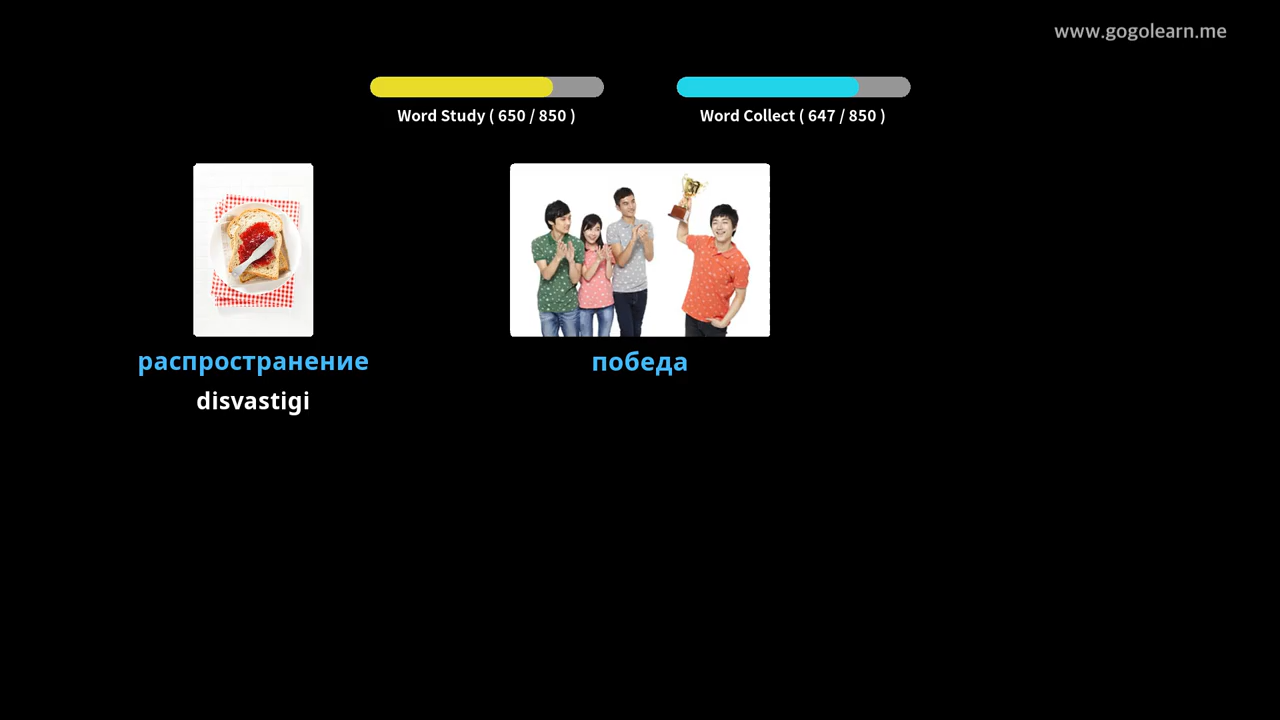 www.gogolearn.me
Word Study ( 650 / 850 )
Word Collect ( 647 / 850 )
распространение
победа
disvastigi